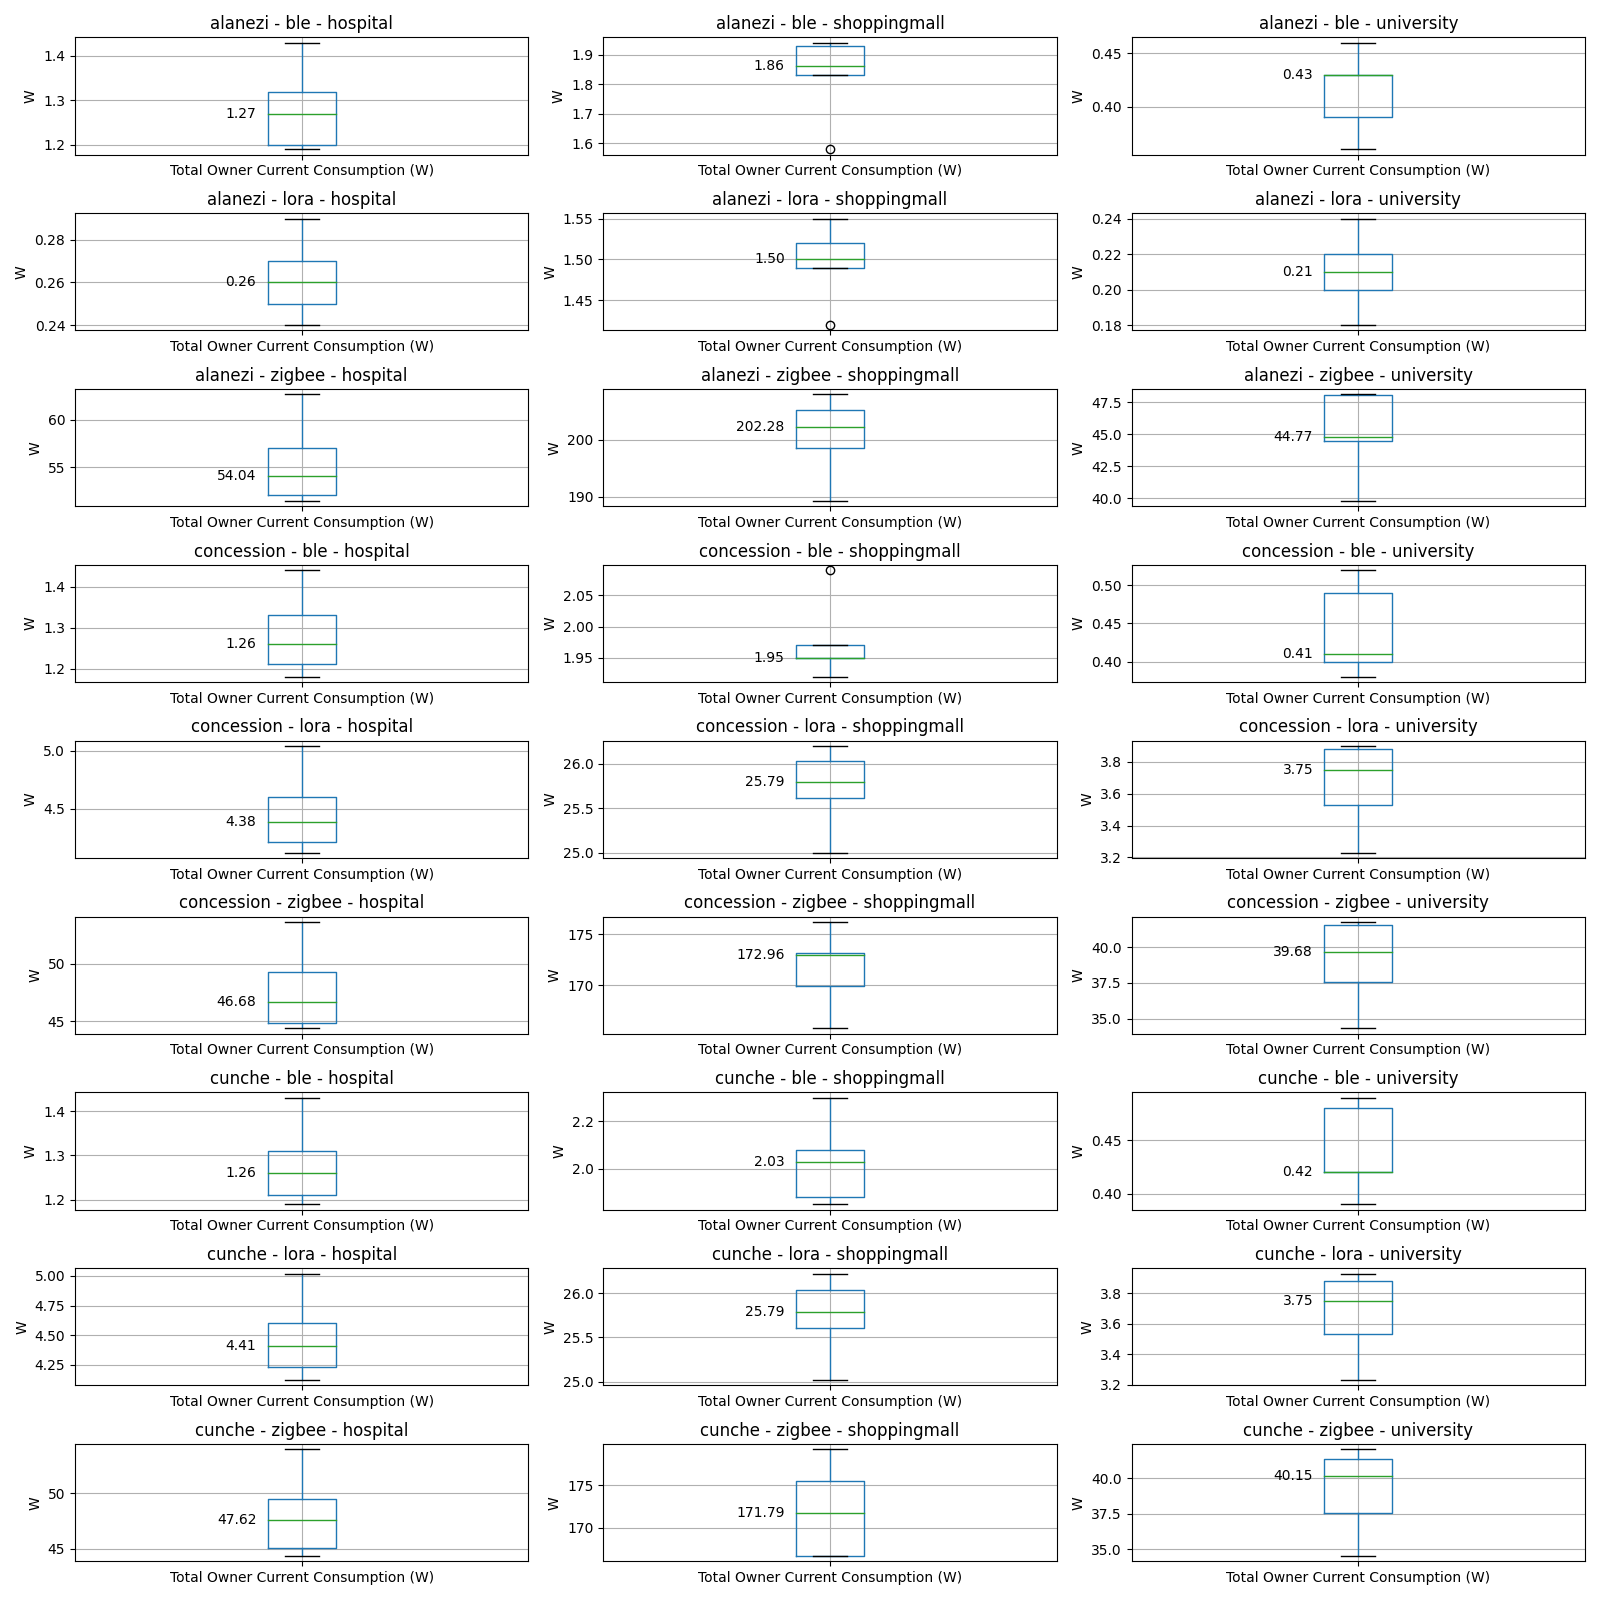 alanezi - ble - hospital
1.4
1.3
1.2
W
1.27
Total Owner Current Consumption (W)
alanezi - ble - shoppingmall
1.9
1.8
1.7
1.6
W
1.86
Total Owner Current Consumption (W)
alanezi - ble - university
0.45
0.40
W
0.43
Total Owner Current Consumption (W)
alanezi - lora - hospital
0.28
0.26
0.24
W
0.26
Total Owner Current Consumption (W)
alanezi - lora - shoppingmall
1.55
1.50
1.45
W
1.50
Total Owner Current Consumption (W)
alanezi - lora - university
0.24
0.22
0.20
0.18
W
0.21
Total Owner Current Consumption (W)
alanezi - zigbee - hospital
60
55
W
54.04
Total Owner Current Consumption (W)
alanezi - zigbee - shoppingmall
200
190
W
202.28
Total Owner Current Consumption (W)
alanezi - zigbee - university
47.5
45.0
42.5
40.0
W
44.77
Total Owner Current Consumption (W)
concession - ble - hospital
1.4
1.3
1.2
W
1.26
Total Owner Current Consumption (W)
concession - ble - shoppingmall
2.05
2.00
1.95
W
1.95
Total Owner Current Consumption (W)
concession - ble - university
0.50
0.45
0.40
W
0.41
Total Owner Current Consumption (W)
concession - lora - hospital
5.0
4.5
W
4.38
Total Owner Current Consumption (W)
concession - lora - shoppingmall
26.0
25.5
25.0
W
25.79
Total Owner Current Consumption (W)
concession - lora - university
3.8
3.6
3.4
3.2
W
3.75
Total Owner Current Consumption (W)
concession - zigbee - hospital
50
45
W
46.68
Total Owner Current Consumption (W)
concession - zigbee - shoppingmall
175
170
W
172.96
Total Owner Current Consumption (W)
concession - zigbee - university
40.0
37.5
35.0
W
39.68
Total Owner Current Consumption (W)
cunche - ble - hospital
1.4
1.3
1.2
W
1.26
Total Owner Current Consumption (W)
cunche - ble - shoppingmall
2.2
2.0
W
2.03
Total Owner Current Consumption (W)
cunche - ble - university
0.45
0.40
W
0.42
Total Owner Current Consumption (W)
cunche - lora - hospital
5.00
4.75
4.50
4.25
W
4.41
Total Owner Current Consumption (W)
cunche - lora - shoppingmall
26.0
25.5
25.0
W
25.79
Total Owner Current Consumption (W)
cunche - lora - university
3.8
3.6
3.4
3.2
W
3.75
Total Owner Current Consumption (W)
cunche - zigbee - hospital
50
45
W
47.62
Total Owner Current Consumption (W)
cunche - zigbee - shoppingmall
175
170
W
171.79
Total Owner Current Consumption (W)
cunche - zigbee - university
40.0
37.5
35.0
W
40.15
Total Owner Current Consumption (W)